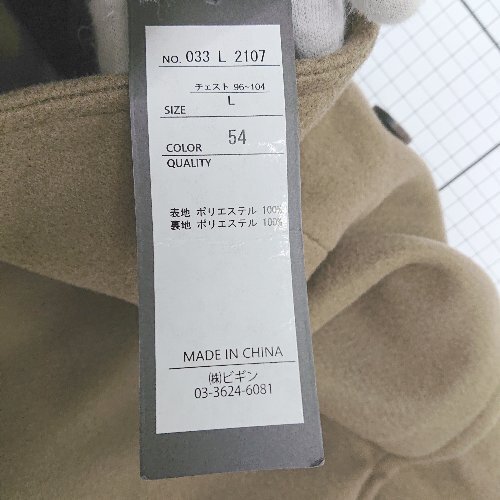 NO. 033 L 2107
チェスト 96~104
SIZE L
COLOR 54
QUALITY
表地 ポリエステル 100%
裏地 ポリエステル 100%
MADE IN CHINA
㈱ビギン
03-3624-6081